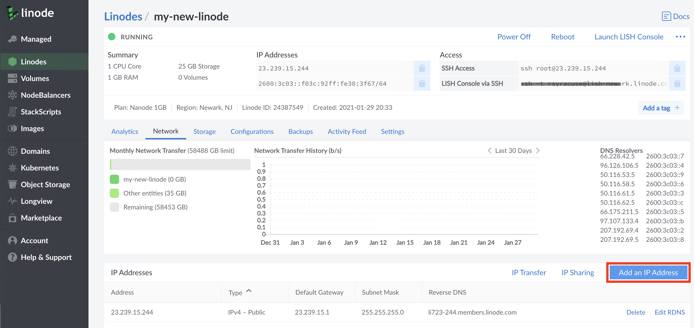 linode
Linodes / my-new-linode
Docs
Managed
Linodes
Volumes
NodeBalancers
StackScripts
Images
Domains
Kubernetes
Object Storage
Longview
Marketplace
Account
Help & Support
RUNNING
Power Off Reboot Launch LISH Console ...
Summary
1 CPU Core 25 GB Storage
1 GB RAM 0 Volumes
IP Addresses
23.239.15.244
2600:3c03::f03c:92ff:fe30:3f67/64
Access
SSH Access ssh root@23.239.15.244
LISH Console via SSH
Plan: Nanode 1GB Region: Newark, NJ Linode ID: 24387549 Created: 2021-01-29 20:33
Add a tag +
Analytics Network Storage Configurations Backups Activity Feed Settings
Monthly Network Transfer (58488 GB limit)
my-new-linode (0 GB)
Other entities (35 GB)
Remaining (58453 GB)
Network Transfer History (b/s)
< Last 30 Days >
1
0.9
0.8
0.7
0.6
0.5
0.4
0.3
0.2
0.1
0
Dec 31 Jan 3 Jan 6 Jan 9 Jan 12 Jan 15 Jan 18 Jan 21 Jan 24 Jan 27
DNS Resolvers
66.228.42.5 2600:3c03::7
96.126.106.5 2600:3c03::4
50.116.53.5 2600:3c03::9
50.116.58.5 2600:3c03::6
50.116.61.5 2600:3c03::3
50.116.62.5 2600:3c03::c
66.175.211.5 2600:3c03::5
97.107.133.4 2600:3c03::b
207.192.69.4 2600:3c03::2
207.192.69.5 2600:3c03::8
IP Addresses
IP Transfer IP Sharing Add an IP Address
Address Type Default Gateway Subnet Mask Reverse DNS
23.239.15.244 IPv4 – Public 23.239.15.1 255.255.255.0 li723-244.members.linode.com Delete Edit RDNS